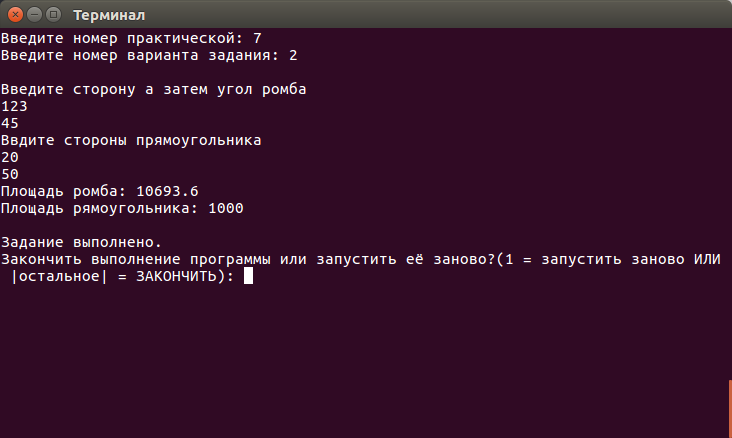 Терминал
Введите номер практической: 7
Введите номер варианта задания: 2
Введите сторону а затем угол ромба
123
45
Ввдите стороны прямоугольника
20
50
Площадь ромба: 10693.6
Площадь рямоугольника: 1000
Задание выполнено.
Закончить выполнение программы или запустить её заново?(1 = запустить заново ИЛИ
|остальное| = ЗАКОНЧИТЬ):